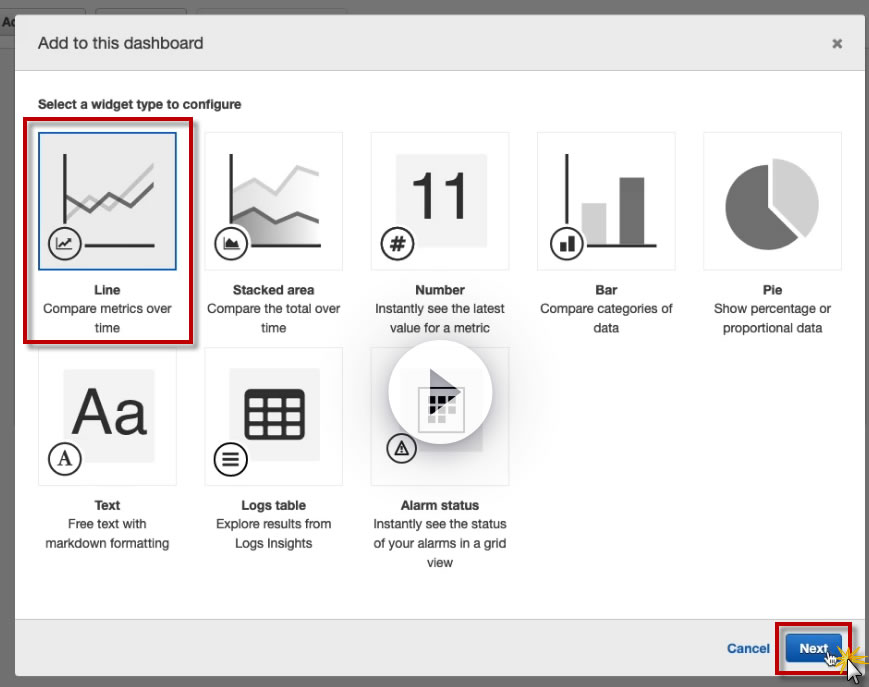 Ac
Add to this dashboard
Select a widget type to configure
11
#
Line
Compare metrics over
time
Stacked area
Compare the total over
time
Number
Instantly see the latest
value for a metric
Bar
Compare categories of
data
Pie
Show percentage or
proportional data
Aa
A
Text
Free text with
markdown formatting
Logs table
Explore results from
Logs Insights
Alarm status
Instantly see the status
of your alarms in a grid
view
Cancel
Next